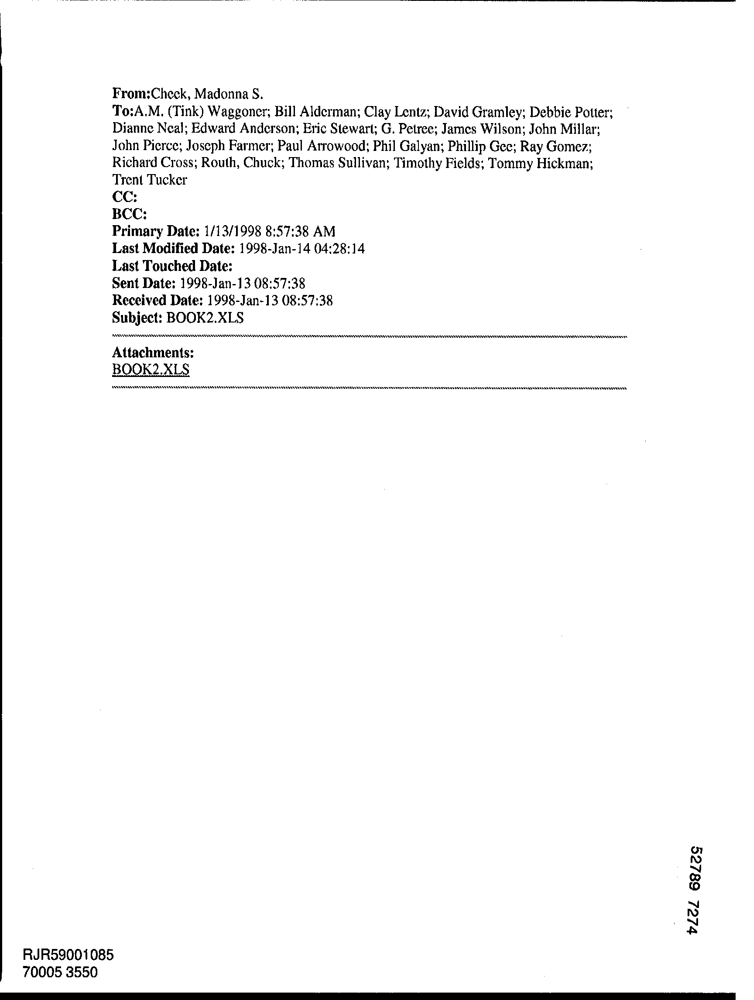 From:Cheek, Madonna S.
To:A.M. (Tink) Waggoner; Bill Alderman; Clay Lentz; David Gramley; Debbie Potter;
Dianne Neal; Edward Anderson; Eric Stewart; G. Petree; James Wilson; John Millar;
John Pierce; Joseph Farmer; Paul Arrowood; Phil Galyan; Phillip Gee; Ray Gomez;
Richard Cross; Routh, Chuck; Thomas Sullivan; Timothy Fields; Tommy Hickman;
Trent Tucker
CC:
BCC:
Primary Date: 1/13/1998 8:57:38 AM
Last Modified Date: 1998-Jan-14 04:28:14
Last Touched Date:
Sent Date: 1998-Jan-13 08:57:38
Received Date: 1998-Jan-13 08:57:38
Subject: BOOK2.XLS
Attachments:
BOOK2.XLS
52789 7274
RJR59001085
70005 3550